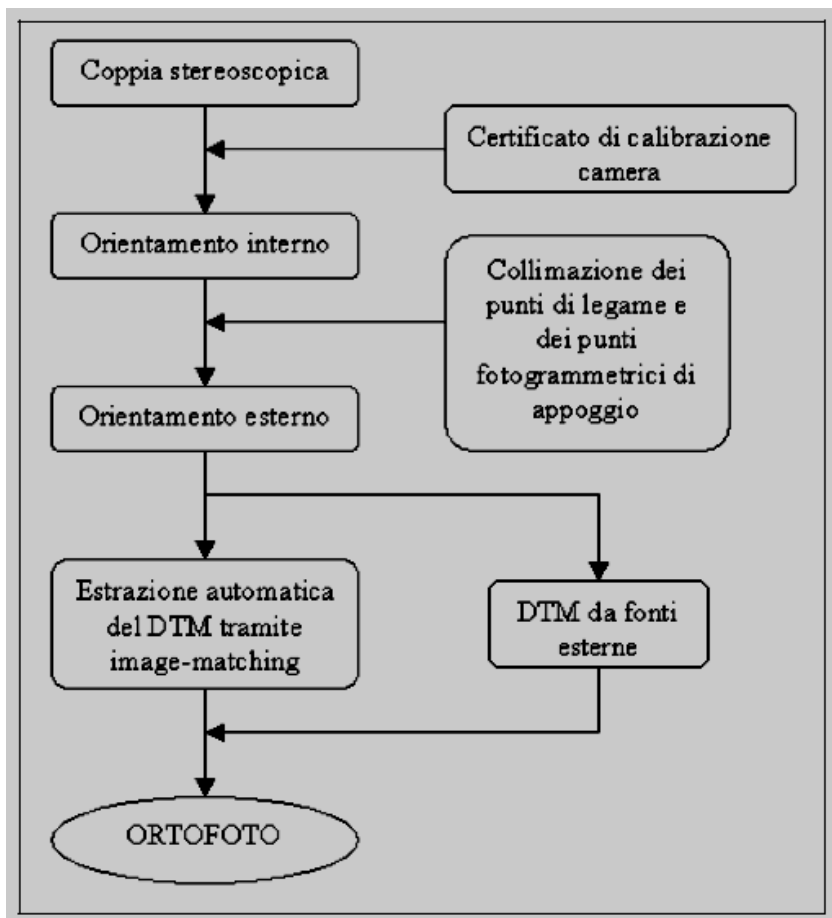 Coppia stereoscopica
Certificato di calibrazione
camera
Orientamento interno
Collimazione dei
punti di legame e
dei punti
fotogrammetrici di
appoggio
Orientamento esterno
Estrazione automatica
del DTM tramite
image-matching
DTM da fonti
esterne
ORTOFOTO